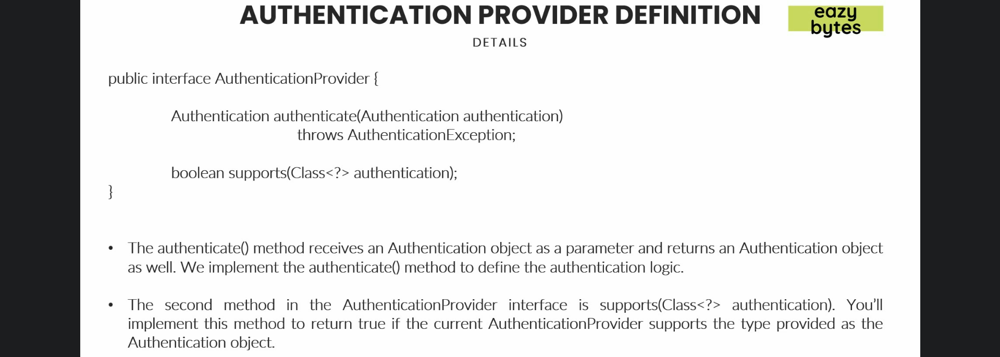 AUTHENTICATION PROVIDER DEFINITION
eazy
bytes
DETAILS
public interface AuthenticationProvider {
Authentication authenticate(Authentication authentication)
throws AuthenticationException;
boolean supports(Class<?> authentication);
}
• The authenticate() method receives an Authentication object as a parameter and returns an Authentication object
as well. We implement the authenticate() method to define the authentication logic.
• The second method in the AuthenticationProvider interface is supports(Class<?> authentication). You’ll
implement this method to return true if the current AuthenticationProvider supports the type provided as the
Authentication object.